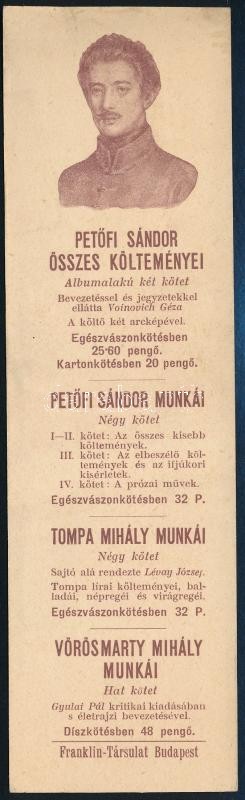 PETŐFI SÁNDOR
ÖSSZES KÖLTEMÉNYEI
Albumalakú két kötet
Bevezetéssel és jegyzetekkel
ellátta Voinovich Géza
A költő két arcképével.
Egészvászonkötésben
25·60 pengő.
Kartonkötésben 20 pengő.
PETŐFI SÁNDOR MUNKÁI
Négy kötet
I—II. kötet: Az összes kisebb
költemények.
III. kötet: Az elbeszélő köl-
temények és az ifjúkori
kisérletek.
IV. kötet: A prózai művek.
Egészvászonkötésben 32 P.
TOMPA MIHÁLY MUNKÁI
Négy kötet
Sajtó alá rendezte Lévay József.
Tompa lírai költeményei, bal-
ladái, népregéi és virágregéi.
Egészvászonkötésben 32 P.
VÖRÖSMARTY MIHÁLY
MUNKÁI
Hat kötet
Gyulai Pál kritikai kiadásában
s életrajzi bevezetésével.
Díszkötésben 48 pengő.
Franklin-Társulat Budapest